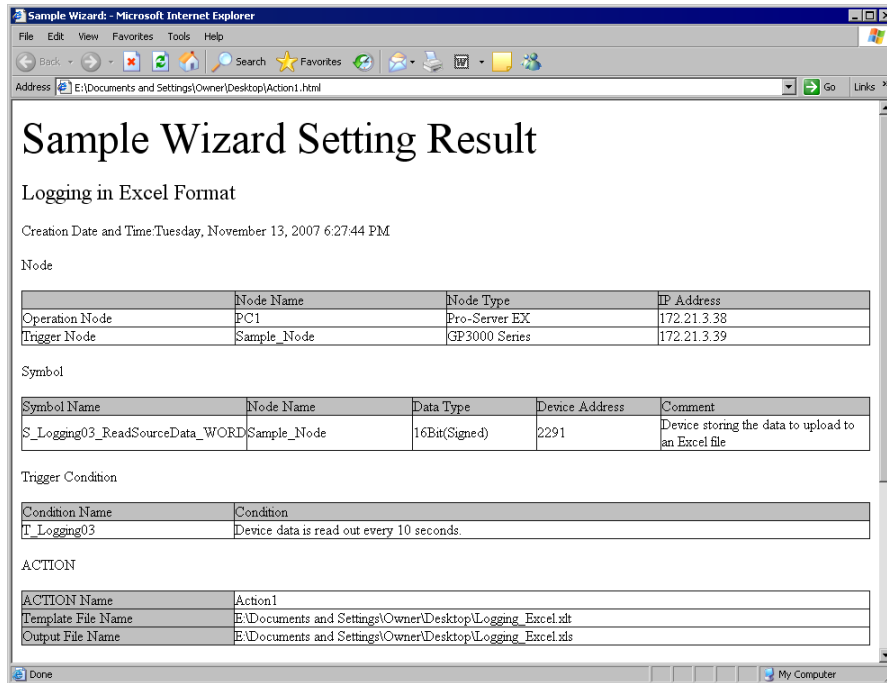 Sample Wizard: - Microsoft Internet Explorer
File Edit View Favorites Tools Help
Back Search Favorites
Address E:\Documents and Settings\Owner\Desktop\Action1.html Go Links »
Sample Wizard Setting Result
Logging in Excel Format
Creation Date and Time:Tuesday, November 13, 2007 6:27:44 PM
Node
Node Name Node Type IP Address
Operation Node PC1 Pro-Server EX 172.21.3.38
Trigger Node Sample_Node GP3000 Series 172.21.3.39
Symbol
Symbol Name Node Name Data Type Device Address Comment
S_Logging03_ReadSourceData_WORD Sample_Node 16Bit(Signed) 2291 Device storing the data to upload to
an Excel file
Trigger Condition
Condition Name Condition
T_Logging03 Device data is read out every 10 seconds.
ACTION
ACTION Name Action1
Template File Name E:\Documents and Settings\Owner\Desktop\Logging_Excel.xlt
Output File Name E:\Documents and Settings\Owner\Desktop\Logging_Excel.xls
Done My Computer